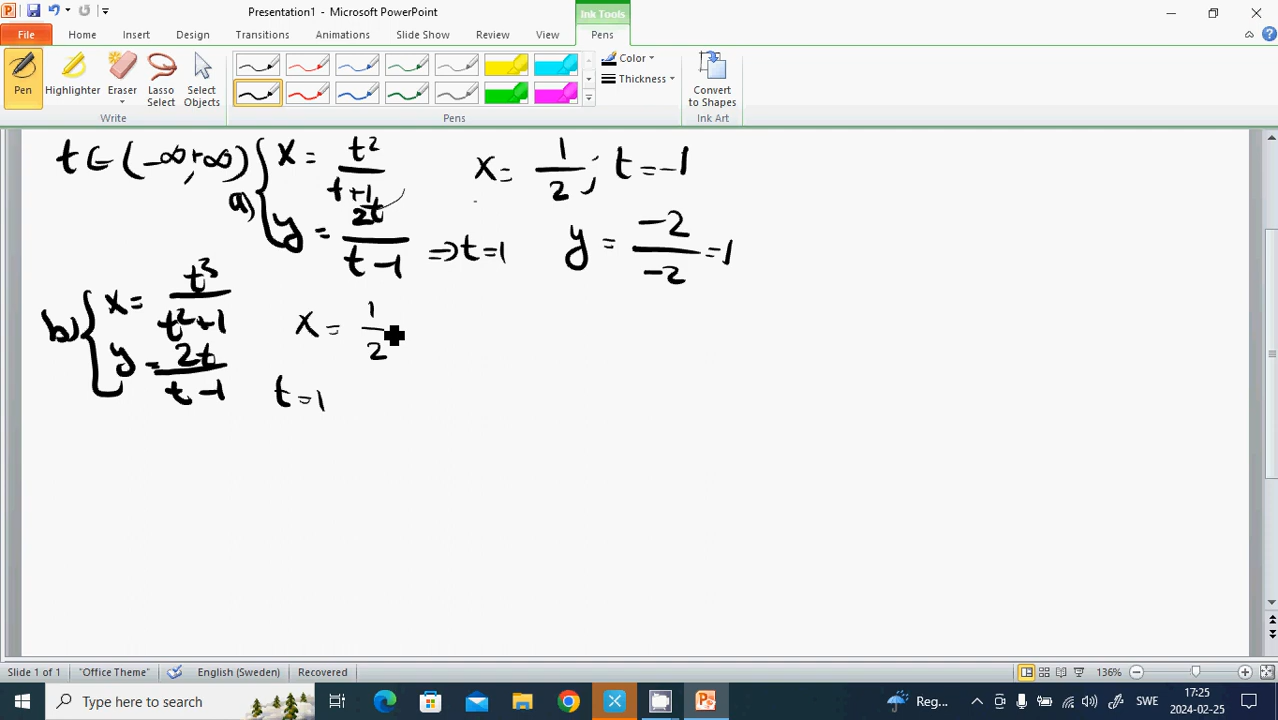 Presentation1 - Microsoft PowerPoint
Ink Tools
File Home Insert Design Transitions Animations Slide Show Review View Pens
Pen Highlighter Eraser Lasso Select Select Objects
Color
Thickness
Convert to Shapes
Write Pens Ink Art
t ∈ (-∞,+∞) a) { x = t²/(t+1) x = 1/2 ; t = -1
y = 2t/(t-1) ⇒ t=1 y = -2/-2 = 1
b) { x = t³/(t²+1) x = 1/2
y = 2t/(t-1) t = 1
Slide 1 of 1 "Office Theme" English (Sweden) Recovered 136%
Type here to search Reg... SWE 17:25
2024-02-25